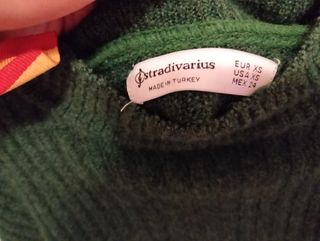 stradivarius
MADE IN TURKEY
EUR XS
USA XS
MEX 24